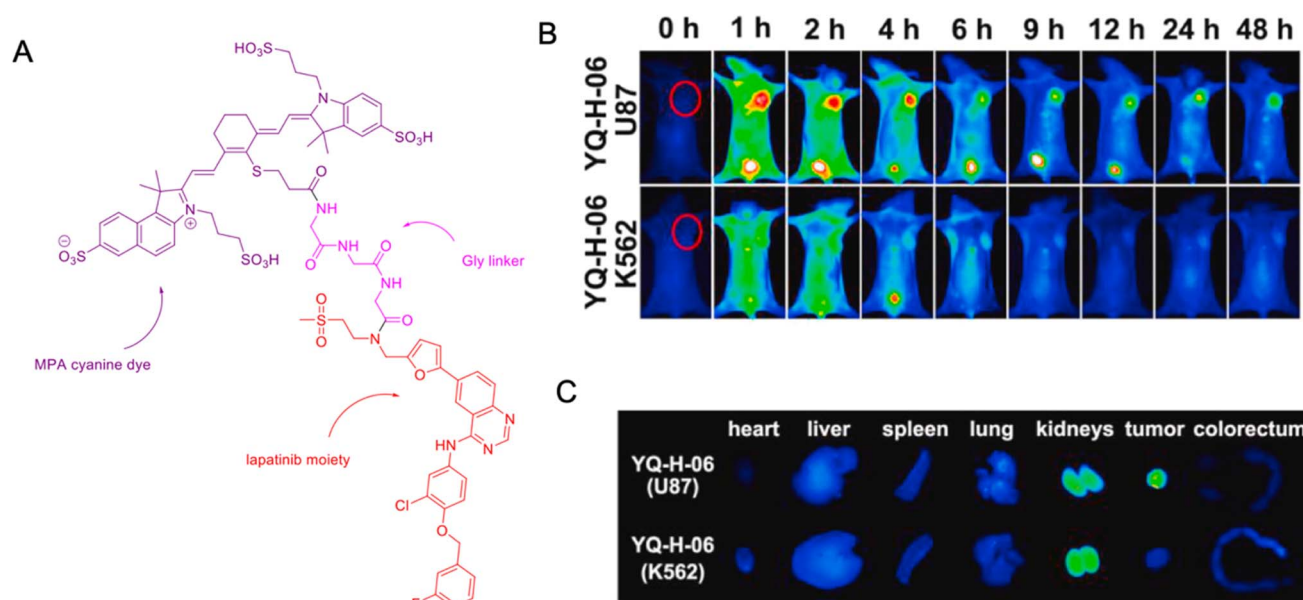 A
HO₃S
N
SO₃H
S
O
NH
O
NH
O
NH
O
N
⊕
⊖
SO₃
SO₃H
MPA cyanine dye
Gly linker
O
S
O
N
O
N
N
HN
Cl
O
lapatinib moiety
B
0 h 1 h 2 h 4 h 6 h 9 h 12 h 24 h 48 h
YQ-H-06
U87
YQ-H-06
K562
C
heart liver spleen lung kidneys tumor colorectum
YQ-H-06
(U87)
YQ-H-06
(K562)